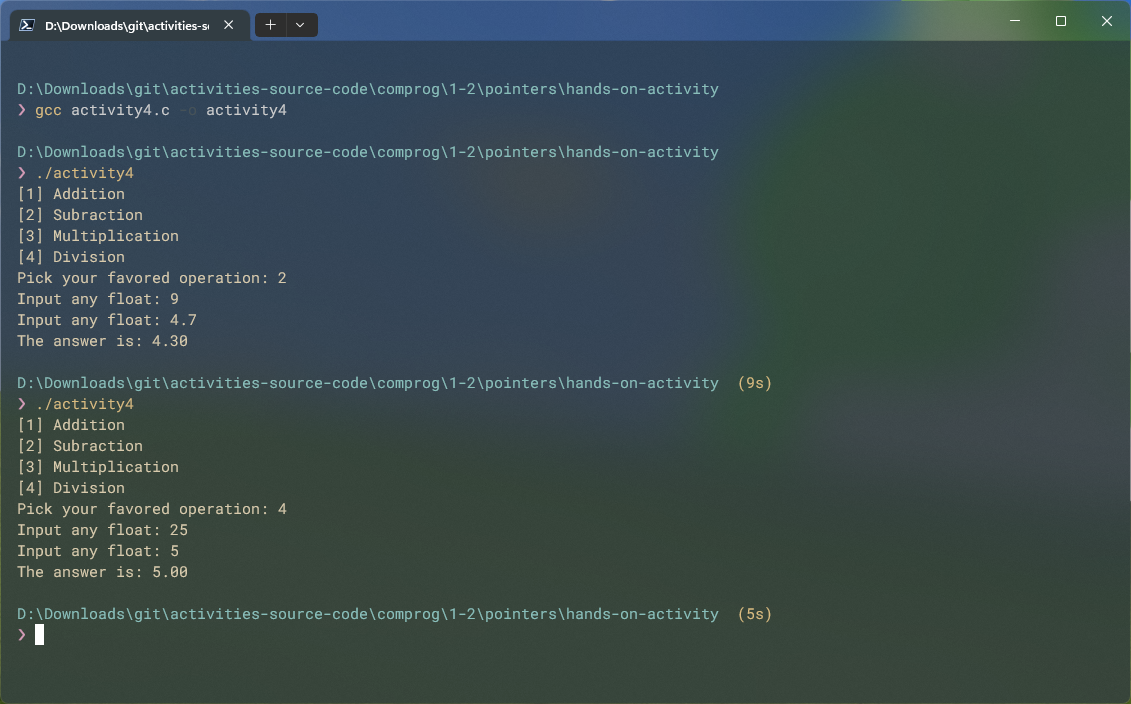 D:\Downloads\git\activities-s
D:\Downloads\git\activities-source-code\comprog\1-2\pointers\hands-on-activity
❯ gcc activity4.c -o activity4
D:\Downloads\git\activities-source-code\comprog\1-2\pointers\hands-on-activity
❯ ./activity4
[1] Addition
[2] Subraction
[3] Multiplication
[4] Division
Pick your favored operation: 2
Input any float: 9
Input any float: 4.7
The answer is: 4.30
D:\Downloads\git\activities-source-code\comprog\1-2\pointers\hands-on-activity (9s)
❯ ./activity4
[1] Addition
[2] Subraction
[3] Multiplication
[4] Division
Pick your favored operation: 4
Input any float: 25
Input any float: 5
The answer is: 5.00
D:\Downloads\git\activities-source-code\comprog\1-2\pointers\hands-on-activity (5s)
❯